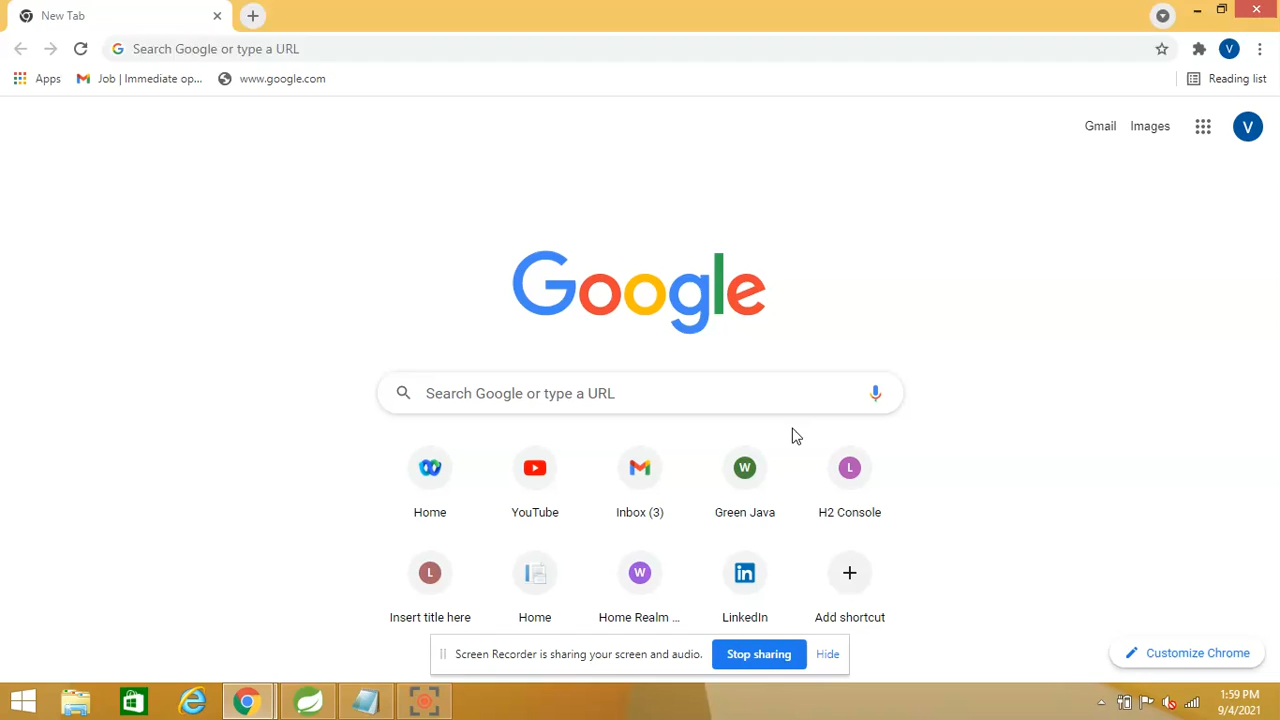 New Tab
Search Google or type a URL
V
Apps
Job | Immediate op...
www.google.com
Reading list
Gmail
Images
V
Google
Search Google or type a URL
W
L
Home
YouTube
Inbox (3)
Green Java
H2 Console
L
W
in
Insert title here
Home
Home Realm ...
LinkedIn
Add shortcut
Screen Recorder is sharing your screen and audio.
Stop sharing
Hide
Customize Chrome
1:59 PM
9/4/2021